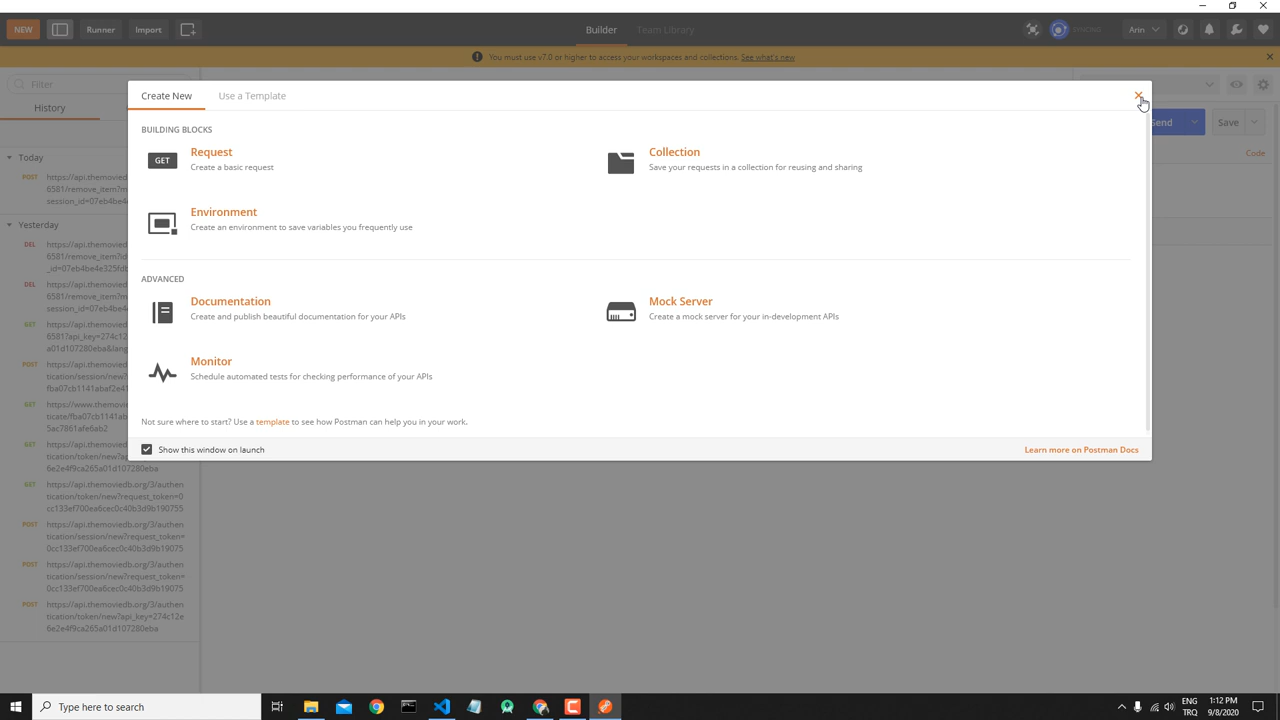 NEW
Runner
Import
Builder
Team Library
SYNCING
Arin
You must use v7.0 or higher to access your workspaces and collections. See what's new
Filter
History
Send
Save
Code
Create New
Use a Template
BUILDING BLOCKS
GET
Request
Create a basic request
Collection
Save your requests in a collection for reusing and sharing
Environment
Create an environment to save variables you frequently use
ADVANCED
Documentation
Create and publish beautiful documentation for your APIs
Mock Server
Create a mock server for your in-development APIs
Monitor
Schedule automated tests for checking performance of your APIs
Not sure where to start? Use a template to see how Postman can help you in your work.
Show this window on launch
Learn more on Postman Docs
Today
POST https://api.themoviedb
6581/remove_item?m
session_id=07eb4be4e
Yesterday
DEL https://api.themoviedb
6581/remove_item?id
_id=07eb4be4e325fdb
DEL https://api.themoviedb
6581/remove_item?m
session_id=07eb4be4e
GET https://api.themoviedb
6581?api_key=274c12
a01d107280eba&lang
POST https://api.themoviedb
tication/session/new?
fba07cb1141abaf2e41
GET https://www.themovied
ticate/fba07cb1141ab
5ac7861afe6ab2
GET https://api.themoviedb
tication/token/new?ap
6e2e4f9ca265a01d107280eba
GET https://api.themoviedb.org/3/authen
tication/token/new?request_token=0
cc133ef700ea6cec0c40b3d9b190755
POST https://api.themoviedb.org/3/authen
tication/session/new?request_token=
0cc133ef700ea6cec0c40b3d9b19075
POST https://api.themoviedb.org/3/authen
tication/session/new?request_token=
0cc133ef700ea6cec0c40b3d9b19075
POST https://api.themoviedb.org/3/authen
tication/token/new?api_key=274c12e
6e2e4f9ca265a01d107280eba
Type here to search
ENG
TRQ
1:12 PM
9/8/2020